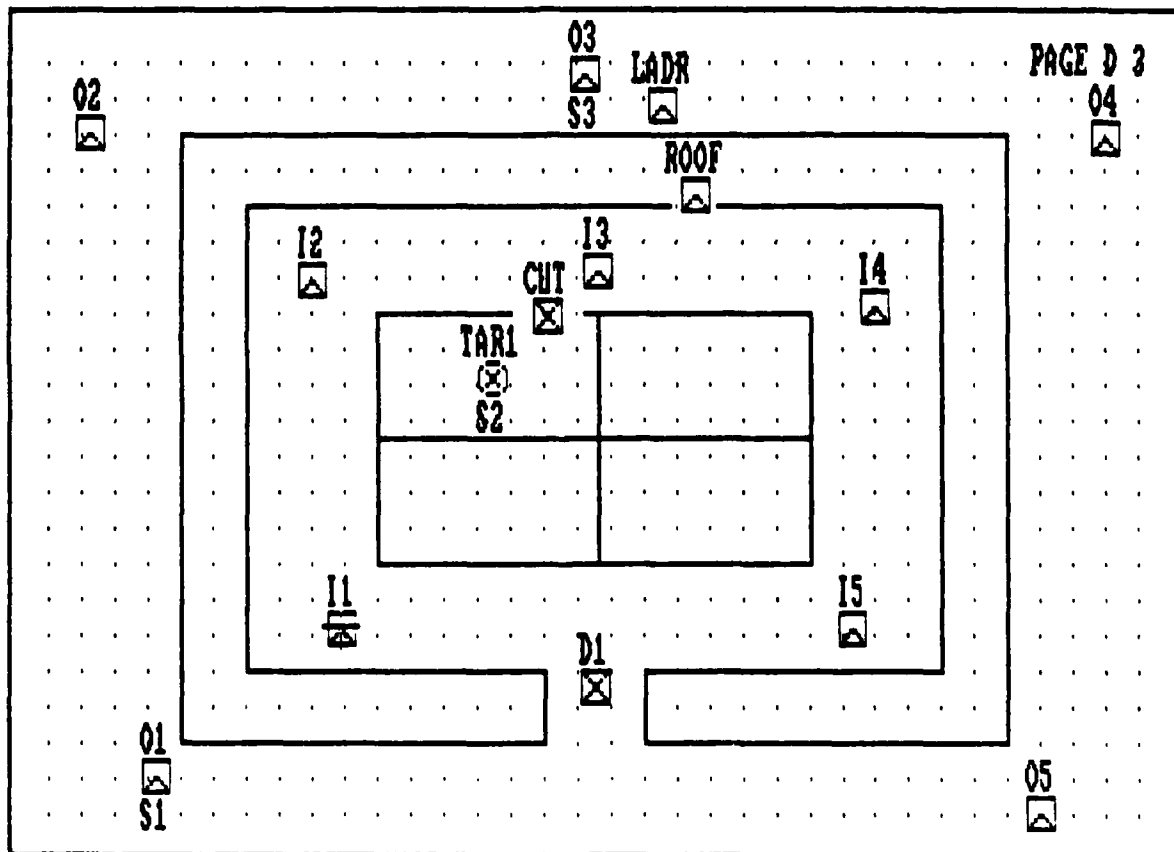 O3
PAGE D 3
LADR
O2
O4
S3
ROOF
I2
I3
I4
CUT
TAR1
S2
I1
I5
D1
O1
O5
S1